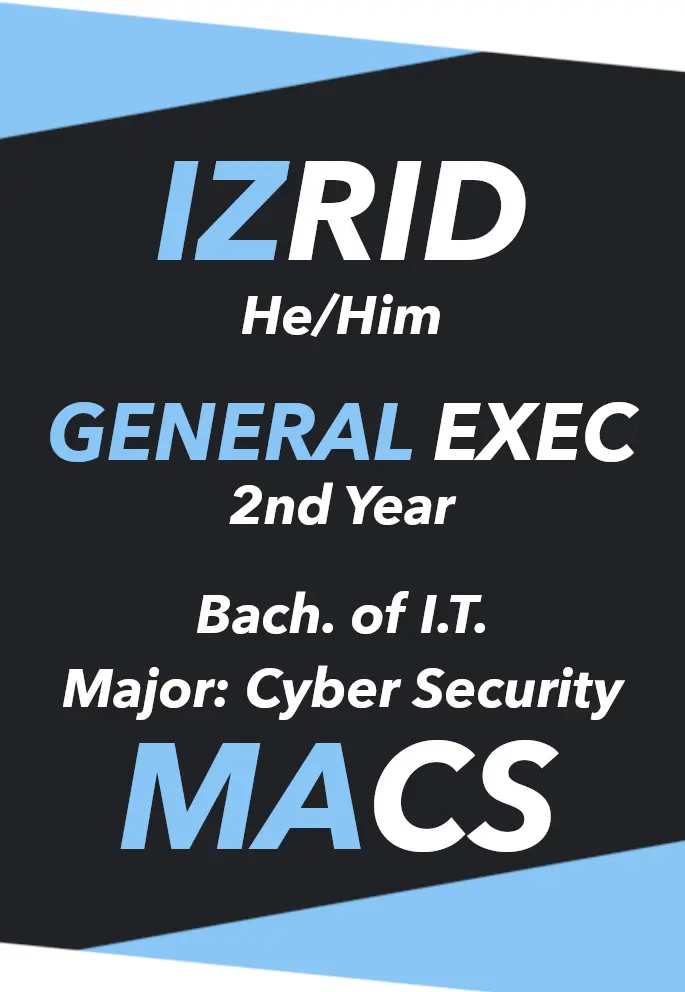 IZRID
He/Him
GENERAL EXEC
2nd Year
Bach. of I.T.
Major: Cyber Security
MACS